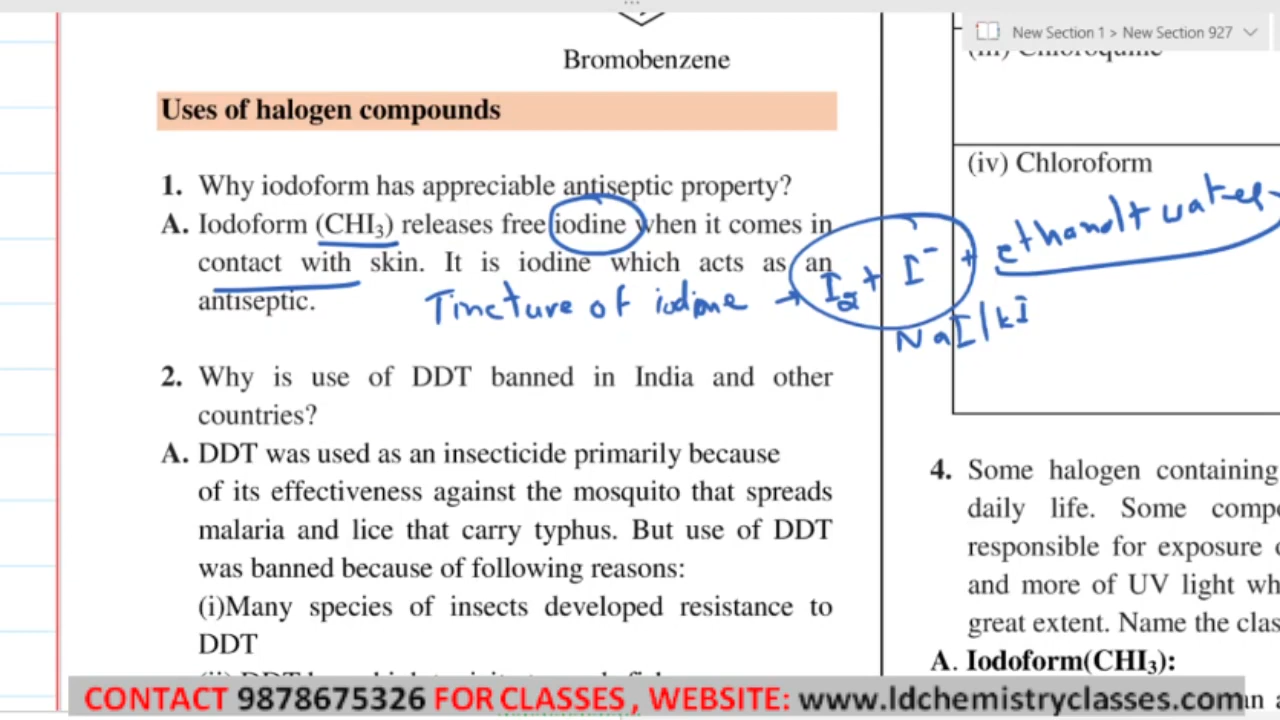 New Section 1 > New Section 927
Bromobenzene
Uses of halogen compounds
1. Why iodoform has appreciable antiseptic property?
A. Iodoform (CHI₃) releases free iodine when it comes in
contact with skin. It is iodine which acts as an
antiseptic.
Tincture of iodine → I₂ + I⁻ + ethanol + water
NaI/KI
2. Why is use of DDT banned in India and other
countries?
A. DDT was used as an insecticide primarily because
of its effectiveness against the mosquito that spreads
malaria and lice that carry typhus. But use of DDT
was banned because of following reasons:
(i)Many species of insects developed resistance to
DDT
(iv) Chloroform
4. Some halogen containing
daily life. Some
responsible for exposure
and more of UV light
great extent. Name the
A. Iodoform(CHI₃):
CONTACT 9878675326 FOR CLASSES , WEBSITE: www.ldchemistryclasses.com